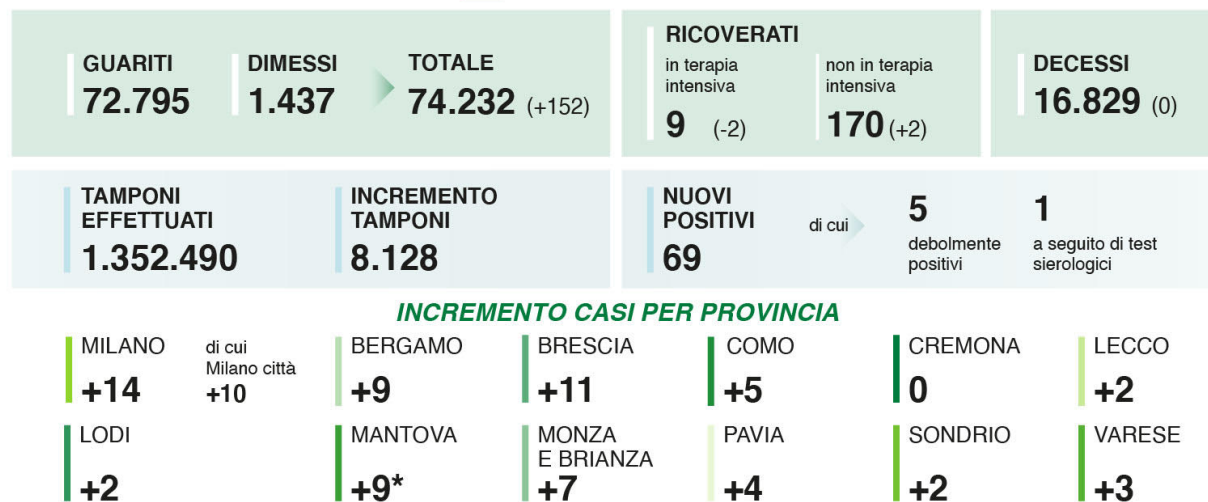 GUARITI
72.795
DIMESSI
1.437
TOTALE
74.232 (+152)
RICOVERATI
in terapia
intensiva
9 (-2)
non in terapia
intensiva
170 (+2)
DECESSI
16.829 (0)
TAMPONI
EFFETTUATI
1.352.490
INCREMENTO
TAMPONI
8.128
NUOVI
POSITIVI
69
di cui
5
debolmente
positivi
1
a seguito di test
sierologici
INCREMENTO CASI PER PROVINCIA
MILANO
+14
di cui
Milano città
+10
BERGAMO
+9
BRESCIA
+11
COMO
+5
CREMONA
0
LECCO
+2
LODI
+2
MANTOVA
+9*
MONZA
E BRIANZA
+7
PAVIA
+4
SONDRIO
+2
VARESE
+3